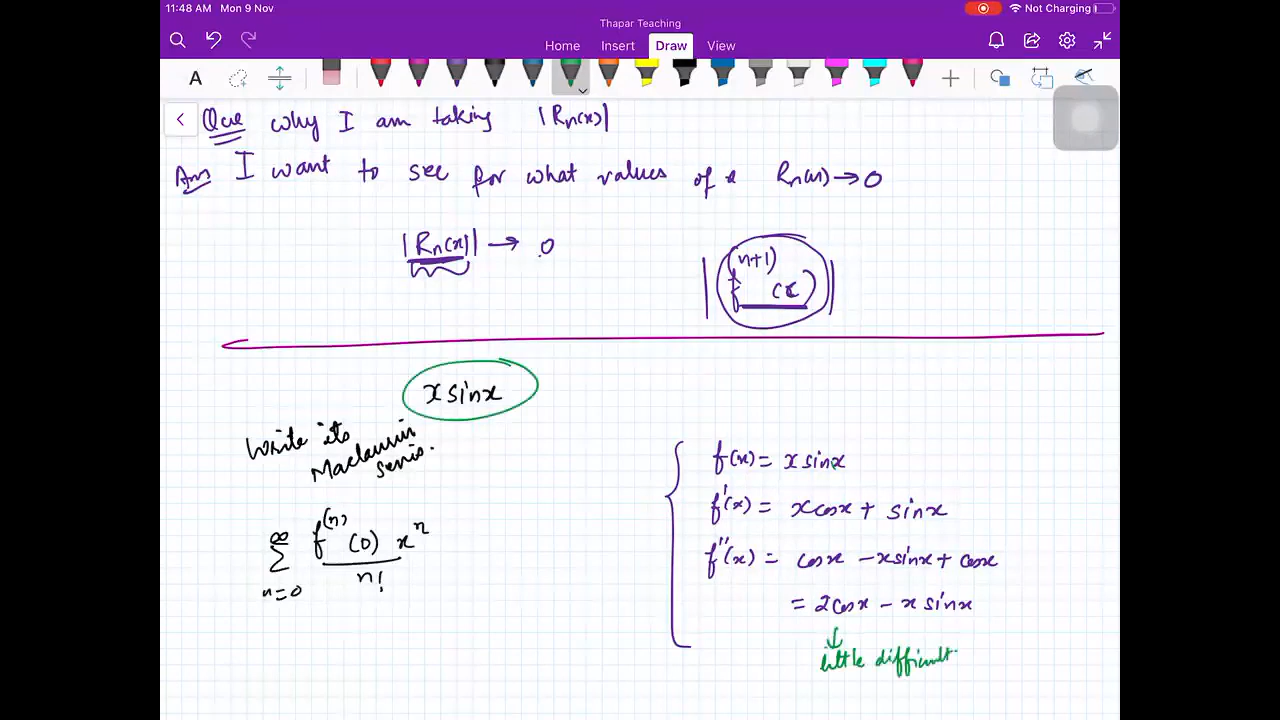 11:48 AM Mon 9 Nov
Not Charging
Thapar Teaching
Home Insert Draw View
A
Que why I am taking |Rn(x)|
Ans I want to see for what values of x Rn(x) → 0
|Rn(x)| → 0
|f^(n+1) (c)|
x sinx
Write its
Maclaurin
series.
∞
∑ f^(n) (0) x^n
n!
n=0
f(x) = x sinx
f'(x) = x cosx + sinx
f''(x) = cosx - x sinx + cosx
= 2cosx - x sinx
↓
little difficult